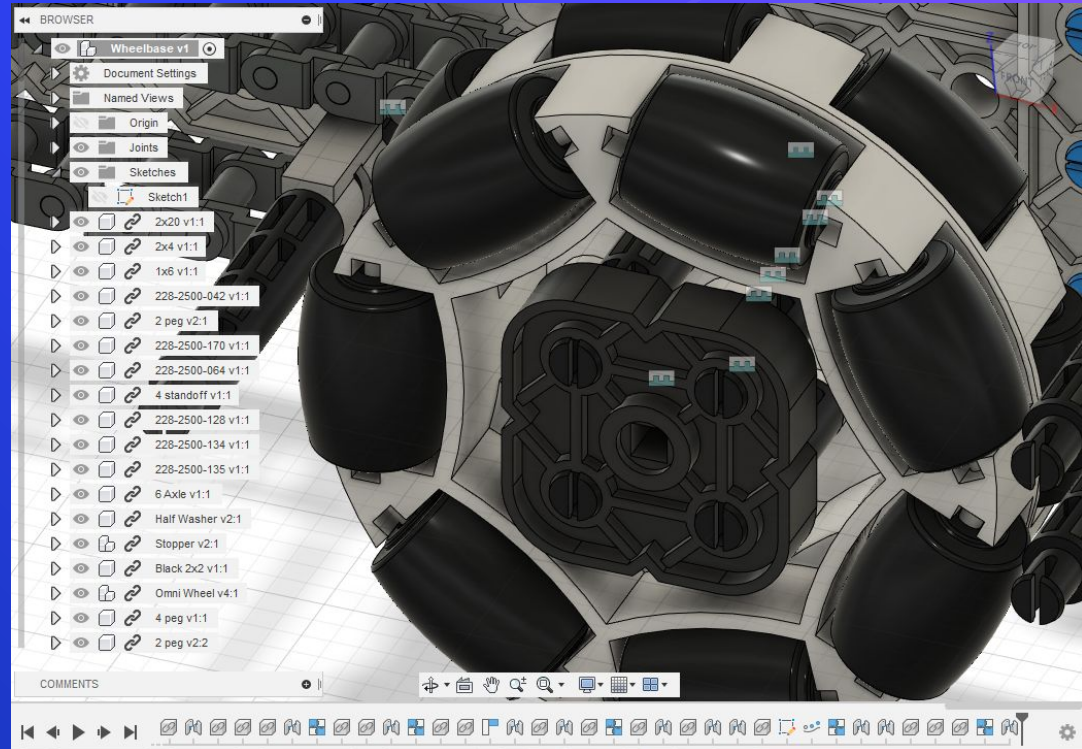 BROWSER
Wheelbase v1
Document Settings
Named Views
Origin
Joints
Sketches
Sketch1
2x20 v1:1
2x4 v1:1
1x6 v1:1
228-2500-042 v1:1
2 peg v2:1
228-2500-170 v1:1
228-2500-064 v1:1
4 standoff v1:1
228-2500-128 v1:1
228-2500-134 v1:1
228-2500-135 v1:1
6 Axle v1:1
Half Washer v2:1
Stopper v2:1
Black 2x2 v1:1
Omni Wheel v4:1
4 peg v1:1
2 peg v2:2
COMMENTS
TOP
FRONT
Z
X